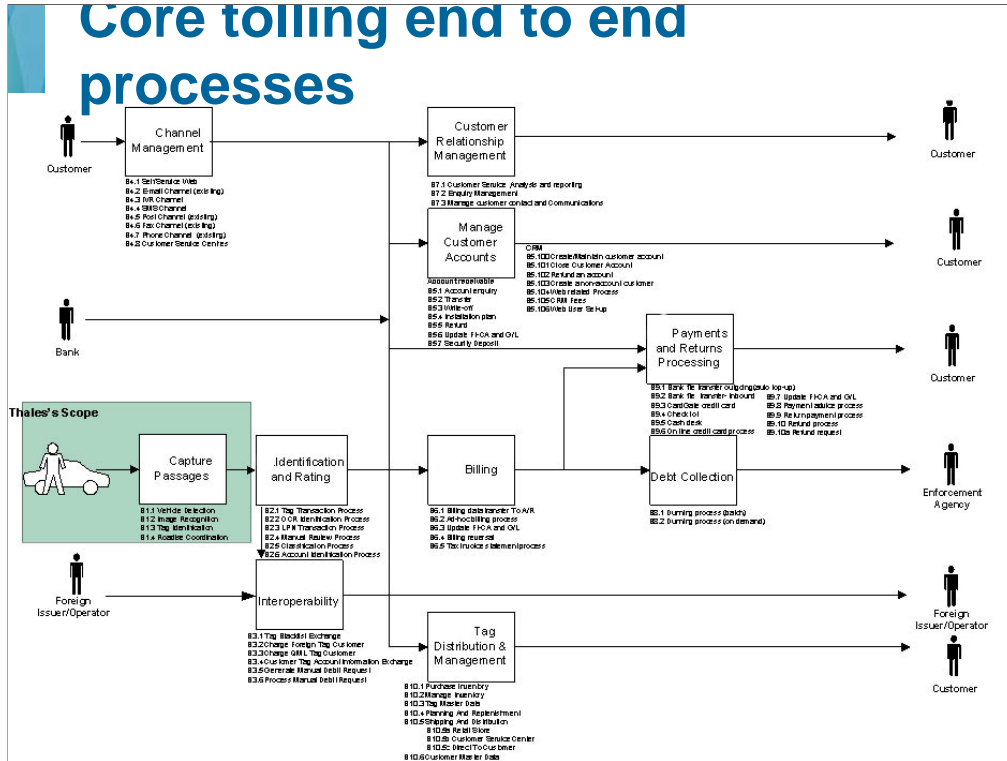 Core tolling end to end
processes
Customer
Channel
Management
B4.1 Self Service Web
B4.2 E-mail Channel (existing)
B4.3 IVR Channel
B4.4 SMS Channel
B4.5 Post Channel (existing)
B4.6 Fax Channel (existing)
B4.7 Phone Channel (existing)
B4.8 Customer Service Centres
Customer
Relationship
Management
B7.1 Customer Service Analysis and reporting
B7.2 Enquiry Management
B7.3 Manage customer contact and Communications
Customer
Manage
Customer
Accounts
Account receivable
B5.1 Account enquiry
B5.2 Transfer
B5.3 Write-off
B5.4 Installation plan
B5.5 Refund
B5.6 Update FI-CA and G/L
B5.7 Security Deposit
CRM
B5.100 Create/Maintain customer account
B5.101 Close Customer Account
B5.102 Refund an account
B5.103 Create a non-account customer
B5.104 Web related Process
B5.105 CRM Fees
B5.106 Web User Set-up
Customer
Bank
Payments
and Returns
Processing
B9.1 Bank file transfer outgoing(auto top-up)
B9.2 Bank file transfer- Inbound
B9.3 CardGate credit card
B9.4 Check lot
B9.5 Cash desk
B9.6 On line credit card process
B9.7 Update FI-CA and G/L
B9.8 Payment advice process
B9.9 Return payment process
B9.10 Refund process
B9.10a Refund request
Customer
Thales's Scope
Capture
Passages
B1.1 Vehicle Detection
B1.2 Image Recognition
B1.3 Tag Identification
B1.4 Roadise Coordination
.Identification
and Rating
B2.1 Tag Transaction Process
B2.2 OCR Identification Process
B2.3 LPN Transaction Process
B2.4 Manual Review Process
B2.5 Classification Process
B2.6 Account Identification Process
Billing
B6.1 Billing data transfer To A/R
B6.2 Ad-hoc billing process
B6.3 Update FI-CA and G/L
B6.4 Billing reversal
B6.5 Tax invoice statement process
Debt Collection
B8.1 Dunning process (batch)
B8.2 Dunning process (on demand)
Enforcement
Agency
Foreign
Issuer/Operator
Interoperability
B3.1 Tag Blacklist Exchange
B3.2 Charge Foreign Tag Customer
B3.3 Charge QML Tag Customer
B3.4 Customer Tag Account Information Exchange
B3.5 Generate Manual Debit Request
B3.6 Process Manual Debit Request
Foreign
Issuer/Operator
Tag
Distribution &
Management
B10.1 Purchase Inventory
B10.2 Manage Inventory
B10.3 Tag Master Data
B10.4 Planning And Replenishment
B10.5 Shipping And Distribution
B10.5a Retail Store
B10.5b Customer Service Center
B10.5c Direct To Customer
B10.6 Customer Master Data
Customer